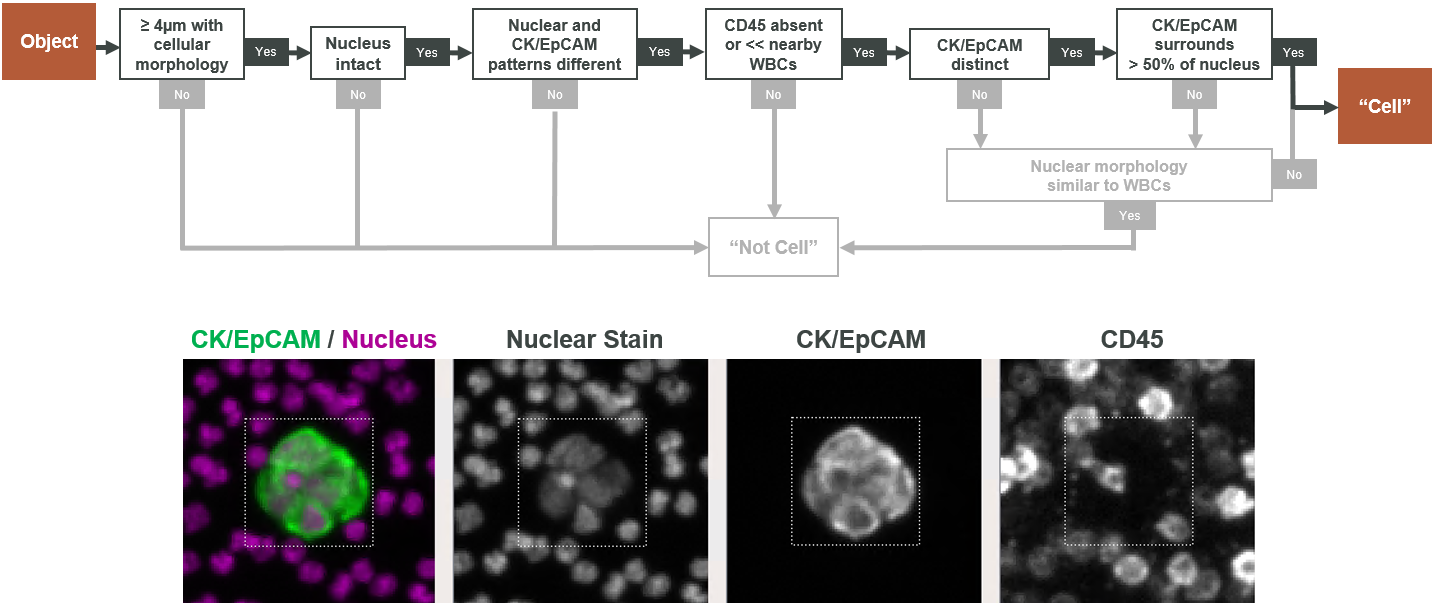 Object
≥ 4µm with
cellular
morphology
Yes
No
Nucleus
intact
Yes
No
Nuclear and
CK/EpCAM
patterns different
Yes
No
CD45 absent
or << nearby
WBCs
Yes
No
CK/EpCAM
distinct
Yes
No
CK/EpCAM
surrounds
> 50% of nucleus
Yes
No
“Cell”
Nuclear morphology
similar to WBCs
No
Yes
“Not Cell”
CK/EpCAM / Nucleus
Nuclear Stain
CK/EpCAM
CD45